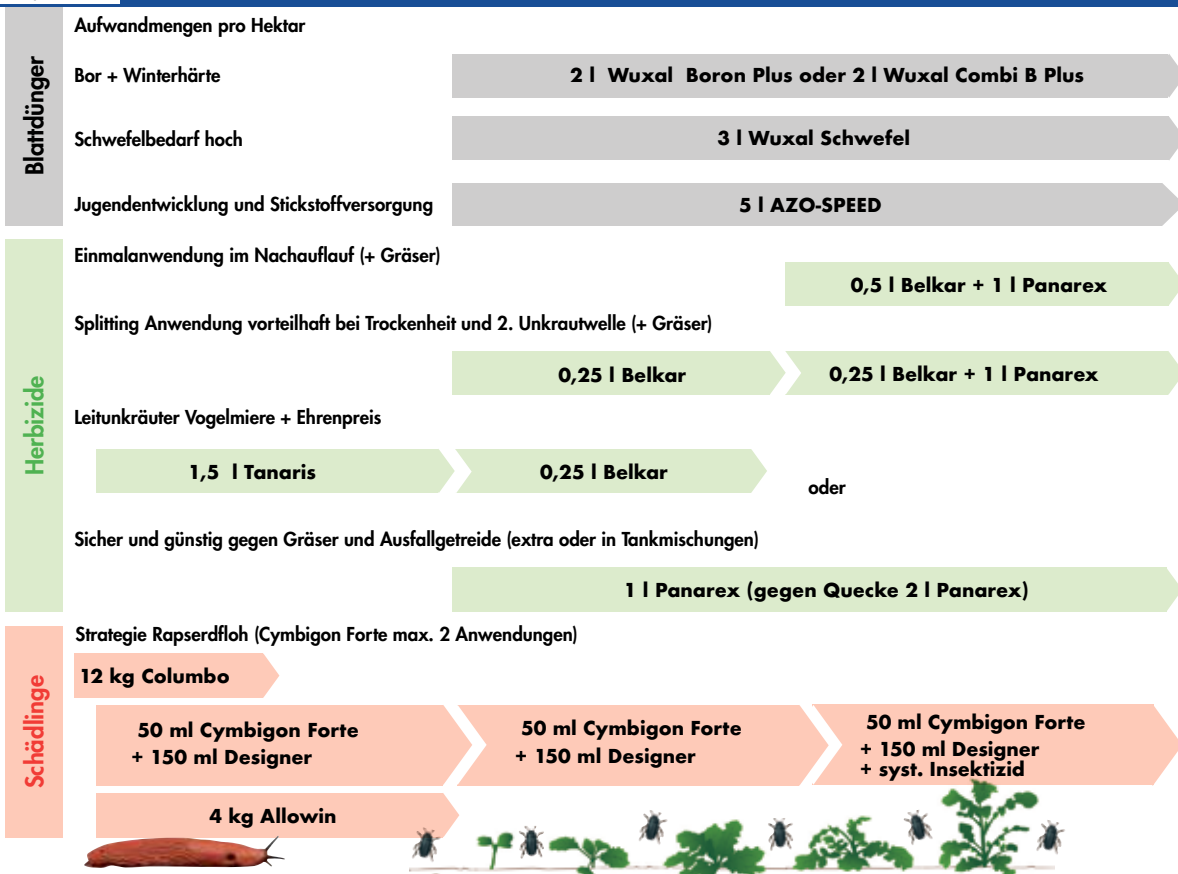 Aufwandmengen pro Hektar
Blattdünger
Bor + Winterhärte
2 l Wuxal Boron Plus oder 2 l Wuxal Combi B Plus
Schwefelbedarf hoch
3 l Wuxal Schwefel
Jugendentwicklung und Stickstoffversorgung
5 l AZO-SPEED
Herbizide
Einmalanwendung im Nachauflauf (+ Gräser)
0,5 l Belkar + 1 l Panarex
Splitting Anwendung vorteilhaft bei Trockenheit und 2. Unkrautwelle (+ Gräser)
0,25 l Belkar
0,25 l Belkar + 1 l Panarex
Leitunkräuter Vogelmiere + Ehrenpreis
1,5 l Tanaris
0,25 l Belkar
oder
Sicher und günstig gegen Gräser und Ausfallgetreide (extra oder in Tankmischungen)
1 l Panarex (gegen Quecke 2 l Panarex)
Schädlinge
Strategie Rapserdfloh (Cymbigon Forte max. 2 Anwendungen)
12 kg Columbo
50 ml Cymbigon Forte
+ 150 ml Designer
50 ml Cymbigon Forte
+ 150 ml Designer
50 ml Cymbigon Forte
+ 150 ml Designer
+ syst. Insektizid
4 kg Allowin